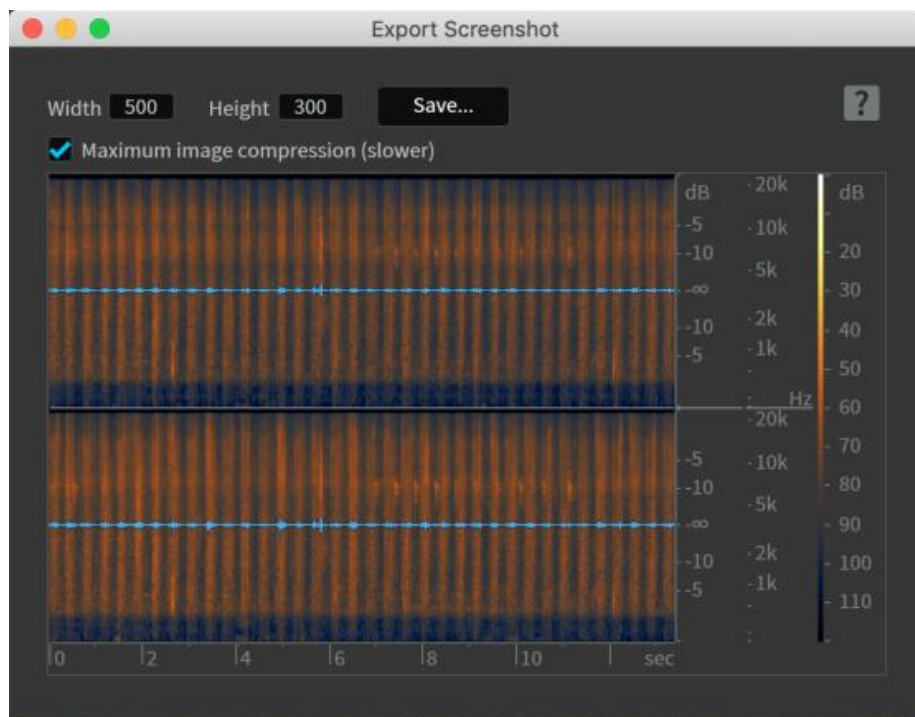 Export Screenshot
Width 500 Height 300 Save... ?
Maximum image compression (slower)
dB
-5
-10
-∞
-10
-5
20k
10k
5k
2k
1k
Hz
dB
20
30
40
50
60
70
80
90
100
110
-5
-10
-∞
-10
-5
20k
10k
5k
2k
1k
0 2 4 6 8 10 sec